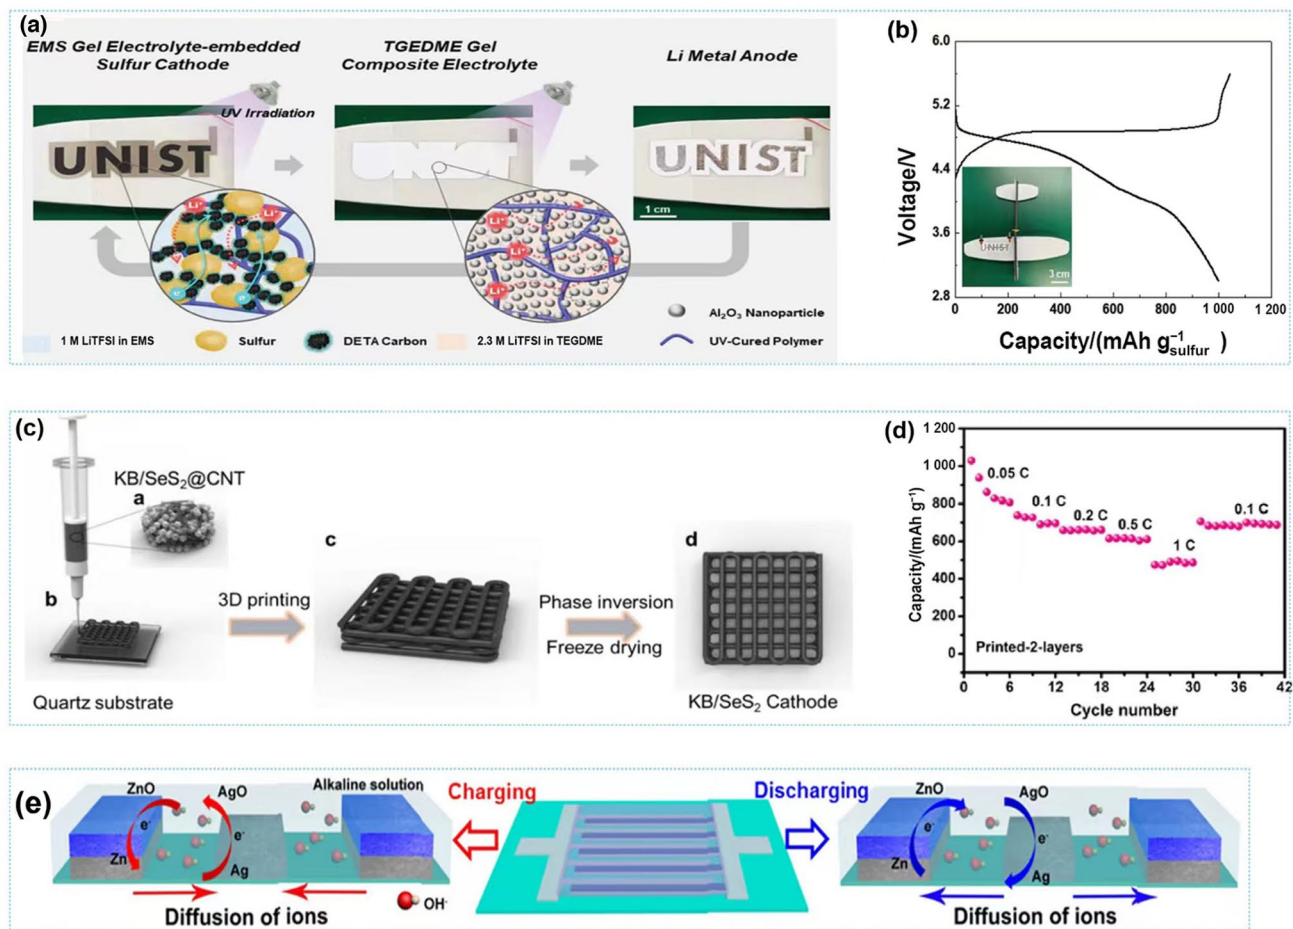 (a)
EMS Gel Electrolyte-embedded
Sulfur Cathode
TGEDME Gel
Composite Electrolyte
Li Metal Anode
UV Irradiation
UNIST
UNIST
1 cm
Li⁺
Li⁺
e⁻
e⁻
Li⁺
Li⁺
Li⁺
Al₂O₃ Nanoparticle
1 M LiTFSI in EMS
Sulfur
DETA Carbon
2.3 M LiTFSI in TEGDME
UV-Cured Polymer
(b)
6.0
5.2
4.4
3.6
2.8
Voltage/V
UNIST
3 cm
0
200
400
600
800
1 000
1 200
Capacity/(mAh g⁻¹sulfur )
(c)
KB/SeS₂@CNT
a
b
Quartz substrate
3D printing
c
Phase inversion
Freeze drying
d
KB/SeS₂ Cathode
(d)
1 200
1 000
800
600
400
200
0
Capacity/(mAh g⁻¹)
0.05 C
0.1 C
0.2 C
0.5 C
1 C
0.1 C
Printed-2-layers
0
6
12
18
24
30
36
42
Cycle number
(e)
ZnO
AgO
Alkaline solution
e⁻
e⁻
Zn
Ag
Diffusion of ions
OH⁻
Charging
Discharging
ZnO
AgO
e⁻
e⁻
Zn
Ag
Diffusion of ions